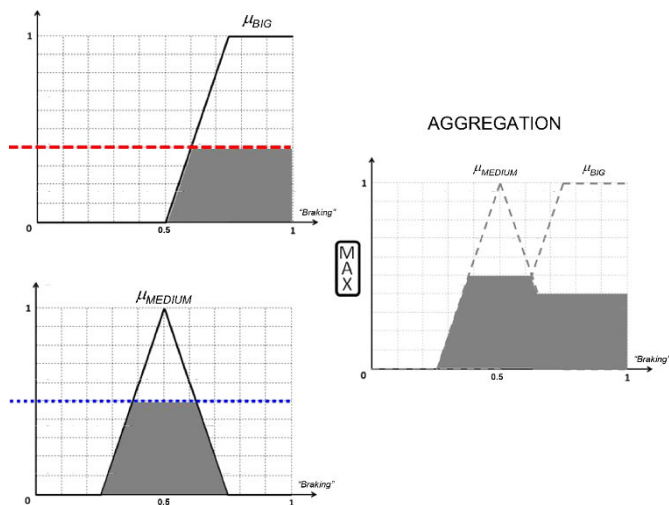 μBIG
1
0
0.5
1
"Braking"
μMEDIUM
1
0
0.5
1
"Braking"
AGGREGATION
MAX
μMEDIUM
μBIG
1
0
0.5
1
"Braking"